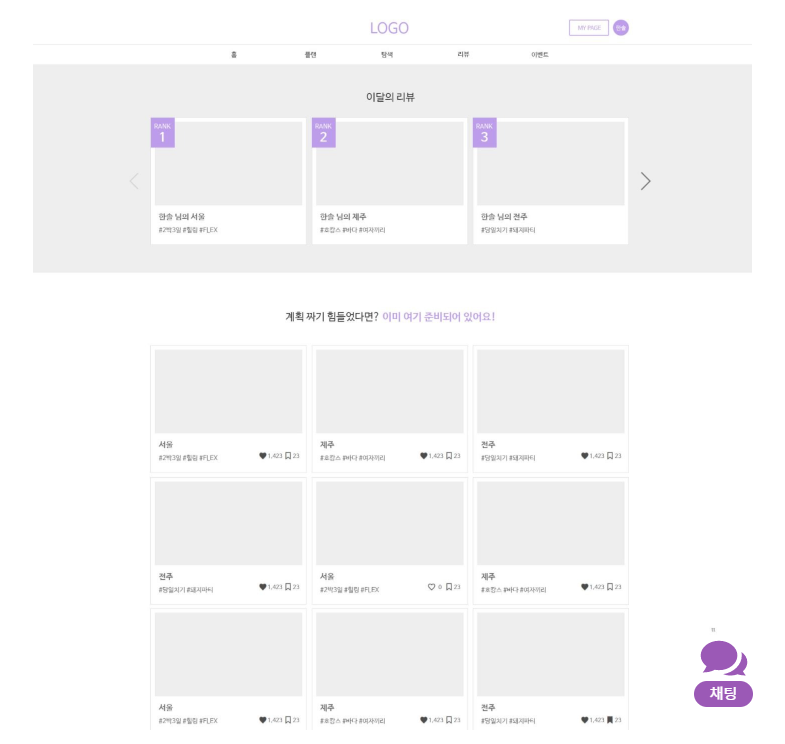 LOGO
MY PAGE 한솔
홈 플랜 탐색 리뷰 이벤트
이달의 리뷰
RANK 1
RANK 2
RANK 3
한솔 님의 서울
#2박3일 #힐링 #FLEX
한솔 님의 제주
#호캉스 #바다 #여자끼리
한솔 님의 전주
#당일치기 #돼지파티
계획 짜기 힘들었다면? 이미 여기 준비되어 있어요!
서울
#2박3일 #힐링 #FLEX 1,423 23
제주
#호캉스 #바다 #여자끼리 1,423 23
전주
#당일치기 #돼지파티 1,423 23
전주
#당일치기 #돼지파티 1,423 23
서울
#2박3일 #힐링 #FLEX 0 23
제주
#호캉스 #바다 #여자끼리 1,423 23
서울
#2박3일 #힐링 #FLEX 1,423 23
제주
#호캉스 #바다 #여자끼리 1,423 23
전주
#당일치기 #돼지파티 1,423 23
채팅